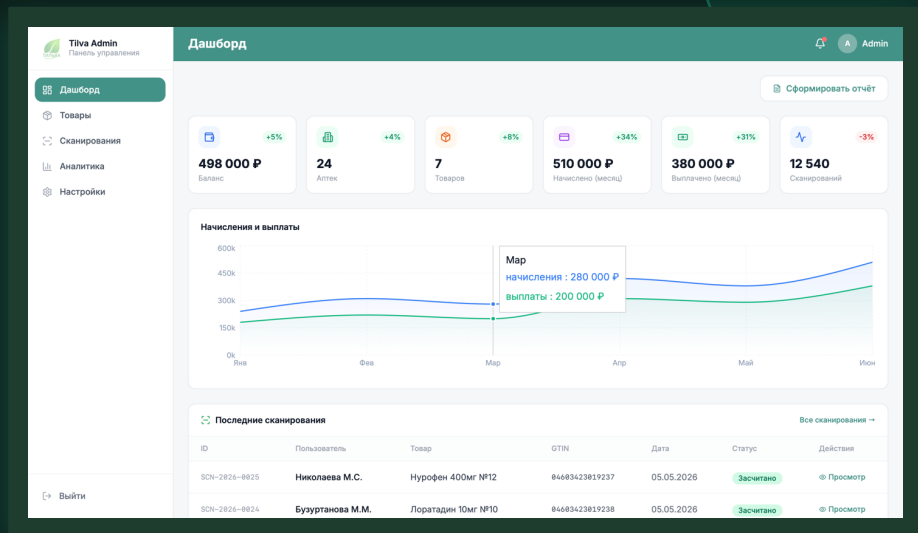 Tilva Admin
Панель управления
Дашборд
Товары
Сканирования
Аналитика
Настройки
Выйти
Дашборд
A Admin
Сформировать отчёт
+5%
498 000 ₽
Баланс
+4%
24
Аптек
+8%
7
Товаров
+34%
510 000 ₽
Начислено (месяц)
+31%
380 000 ₽
Выплачено (месяц)
-3%
12 540
Сканирований
Начисления и выплаты
600k
450k
300k
150k
0k
Янв Фев Мар Апр Май Июн
Мар
начисления : 280 000 ₽
выплаты : 200 000 ₽
Последние сканирования
Все сканирования →
ID Пользователь Товар GTIN Дата Статус Действия
SCN-2026-0025 Николаева М.С. Нурофен 400мг №12 04603423019237 05.05.2026 Засчитано Просмотр
SCN-2026-0024 Бузуртанова М.М. Лоратадин 10мг №10 04603423019238 05.05.2026 Засчитано Просмотр